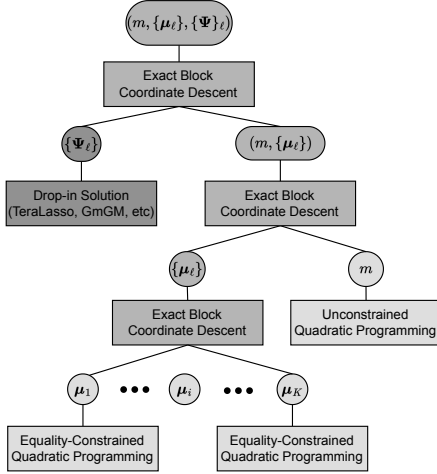 (m, {μ_ℓ}, {Ψ}_ℓ)
Exact Block
Coordinate Descent
{Ψ_ℓ}
(m, {μ_ℓ})
Drop-in Solution
(TeraLasso, GmGM, etc)
Exact Block
Coordinate Descent
{μ_ℓ}
m
Exact Block
Coordinate Descent
Unconstrained
Quadratic Programming
μ_1 ••• μ_i ••• μ_K
Equality-Constrained
Quadratic Programming
Equality-Constrained
Quadratic Programming